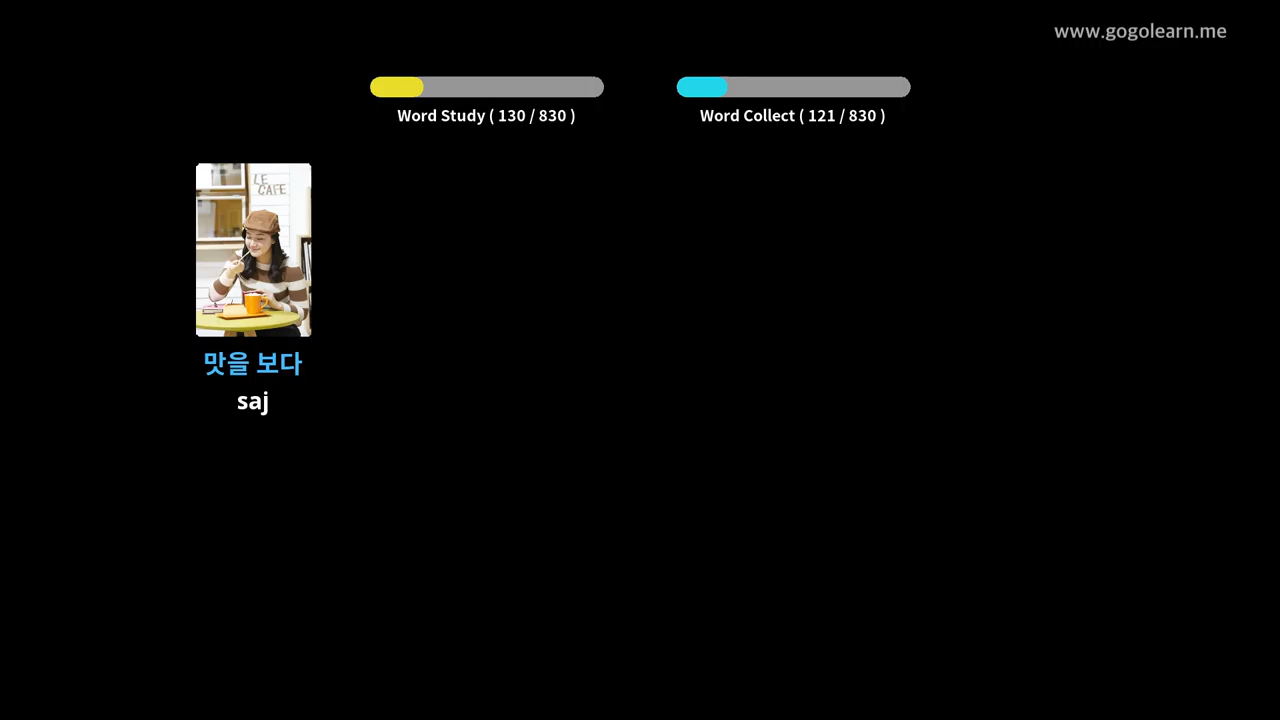 www.gogolearn.me
Word Study ( 130 / 830 )
Word Collect ( 121 / 830 )
LE
CAFE
맛을 보다
saj